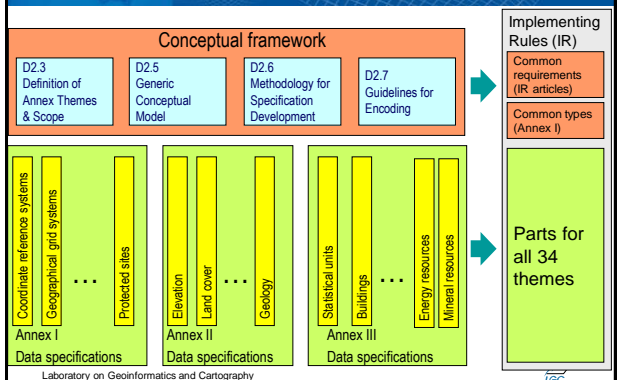 Conceptual framework
D2.3
Definition of
Annex Themes
& Scope
D2.5
Generic
Conceptual
Model
D2.6
Methodology for
Specification
Development
D2.7
Guidelines for
Encoding
Implementing
Rules (IR)
Common
requirements
(IR articles)
Common types
(Annex I)
Coordinate reference systems
Geographical grid systems
...
Protected sites
Annex I
Data specifications
Elevation
Land cover
...
Geology
Annex II
Data specifications
Statistical units
Buildings
...
Energy resources
Mineral resources
Annex III
Data specifications
Parts for
all 34
themes
Laboratory on Geoinformatics and Cartography